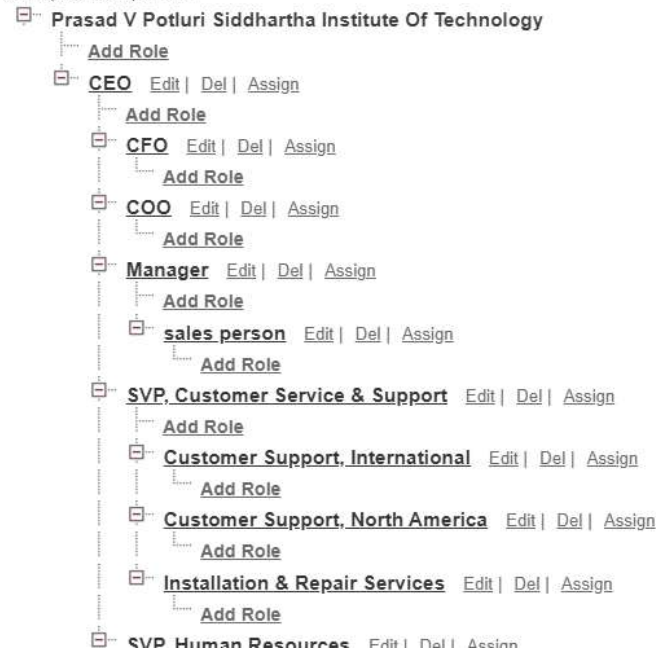 Prasad V Potluri Siddhartha Institute Of Technology
Add Role
CEO Edit | Del | Assign
Add Role
CFO Edit | Del | Assign
Add Role
COO Edit | Del | Assign
Add Role
Manager Edit | Del | Assign
Add Role
sales person Edit | Del | Assign
Add Role
SVP, Customer Service & Support Edit | Del | Assign
Add Role
Customer Support, International Edit | Del | Assign
Add Role
Customer Support, North America Edit | Del | Assign
Add Role
Installation & Repair Services Edit | Del | Assign
Add Role
SVP, Human Resources Edit | Del | Assign